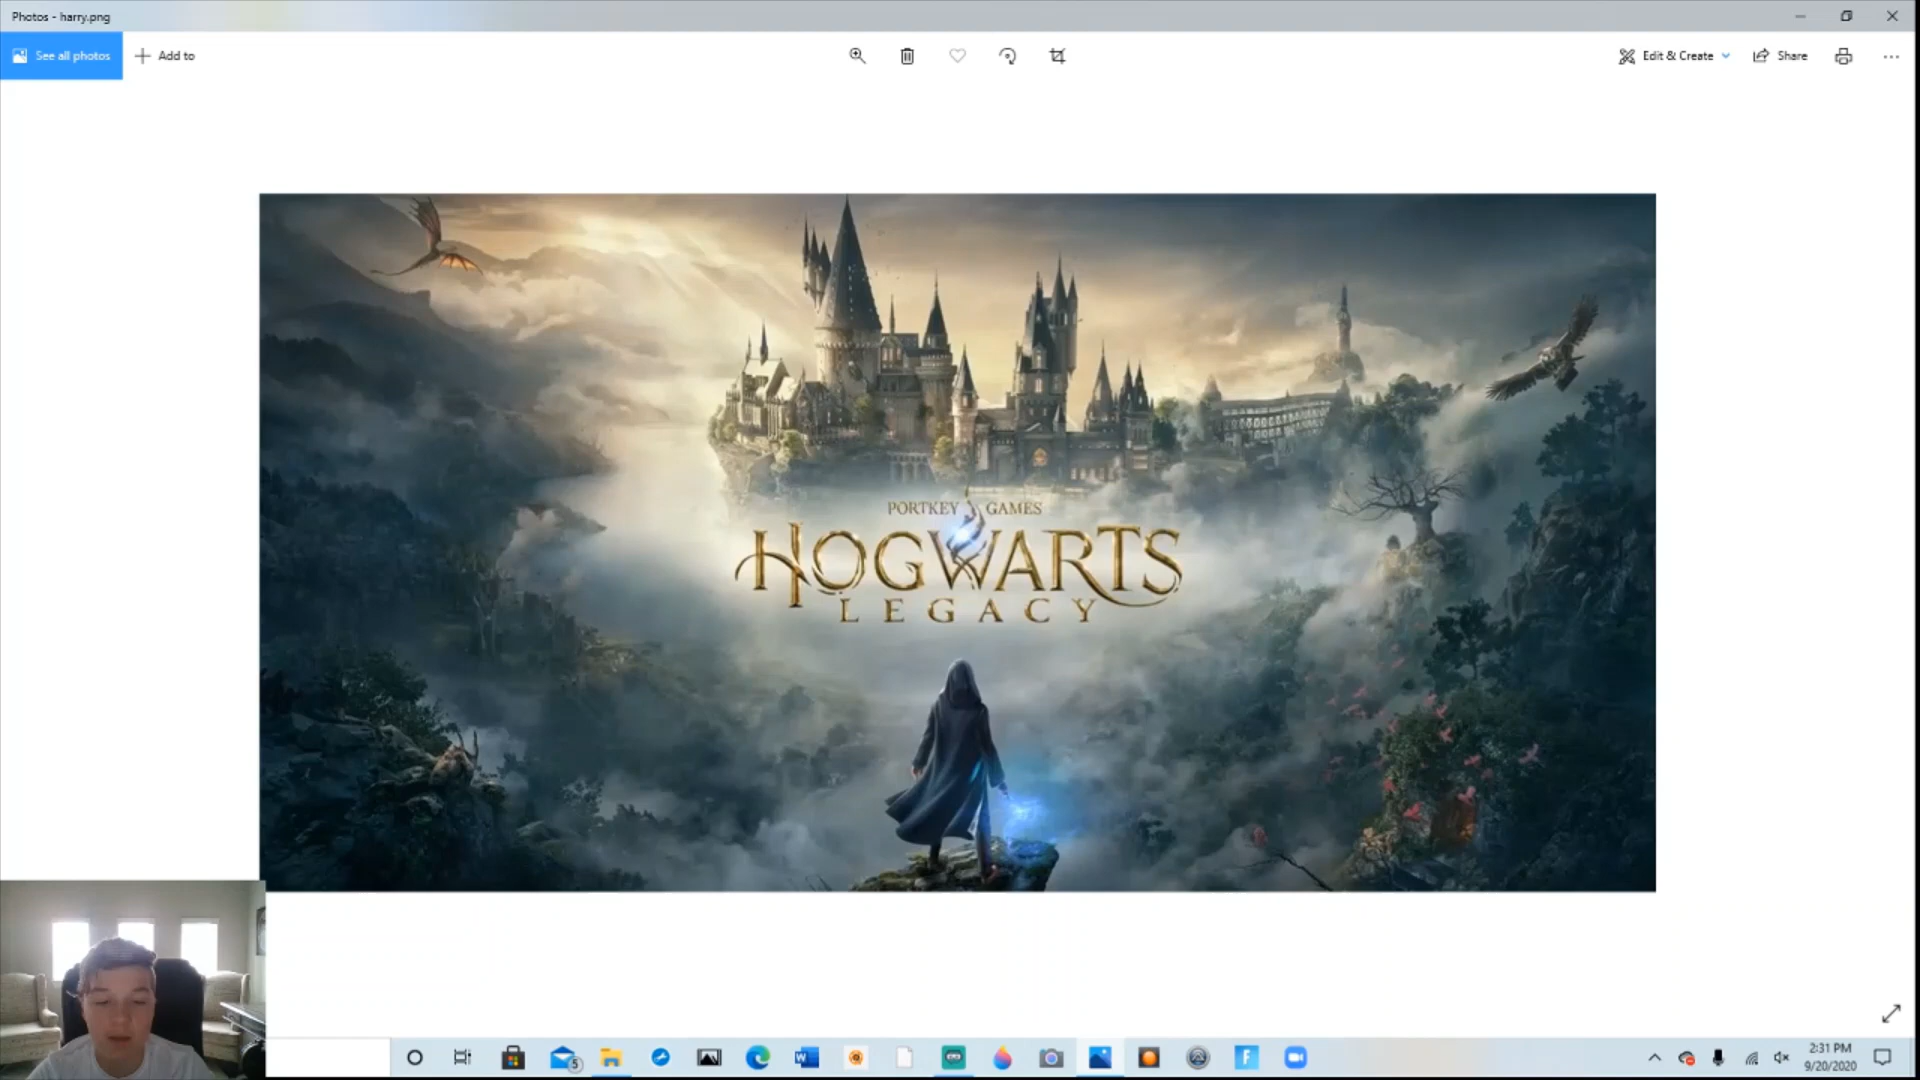 Photos - harry.png
See all photos
Add to
Edit & Create
Share
PORTKEY GAMES
HOGWARTS
LEGACY
5
2:31 PM
9/20/2020